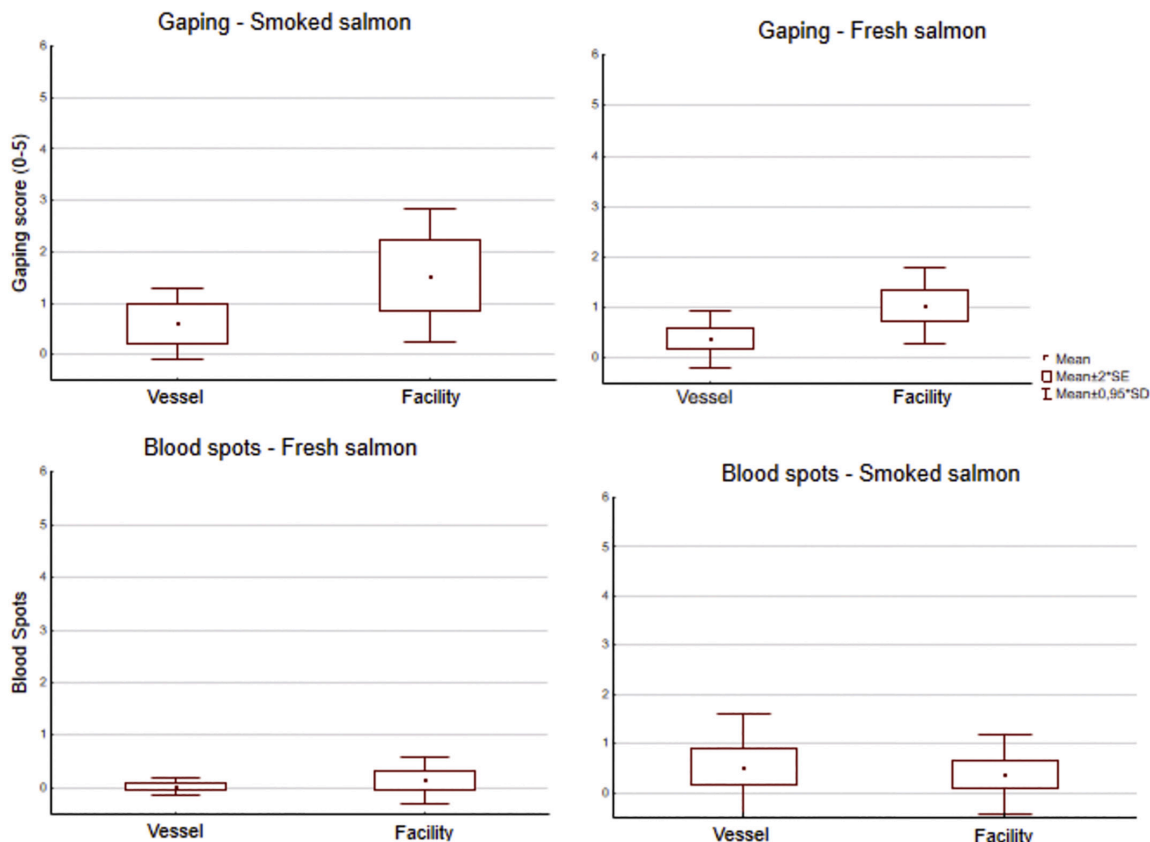 Gaping - Smoked salmon
6
5
4
3
2
1
0
Gaping score (0-5)
Vessel
Facility
Gaping - Fresh salmon
6
5
4
3
2
1
0
Vessel
Facility
Mean
Mean±2*SE
Mean±0,95*SD
Blood spots - Fresh salmon
6
5
4
3
2
1
0
Blood Spots
Vessel
Facility
Blood spots - Smoked salmon
6
5
4
3
2
1
0
Vessel
Facility